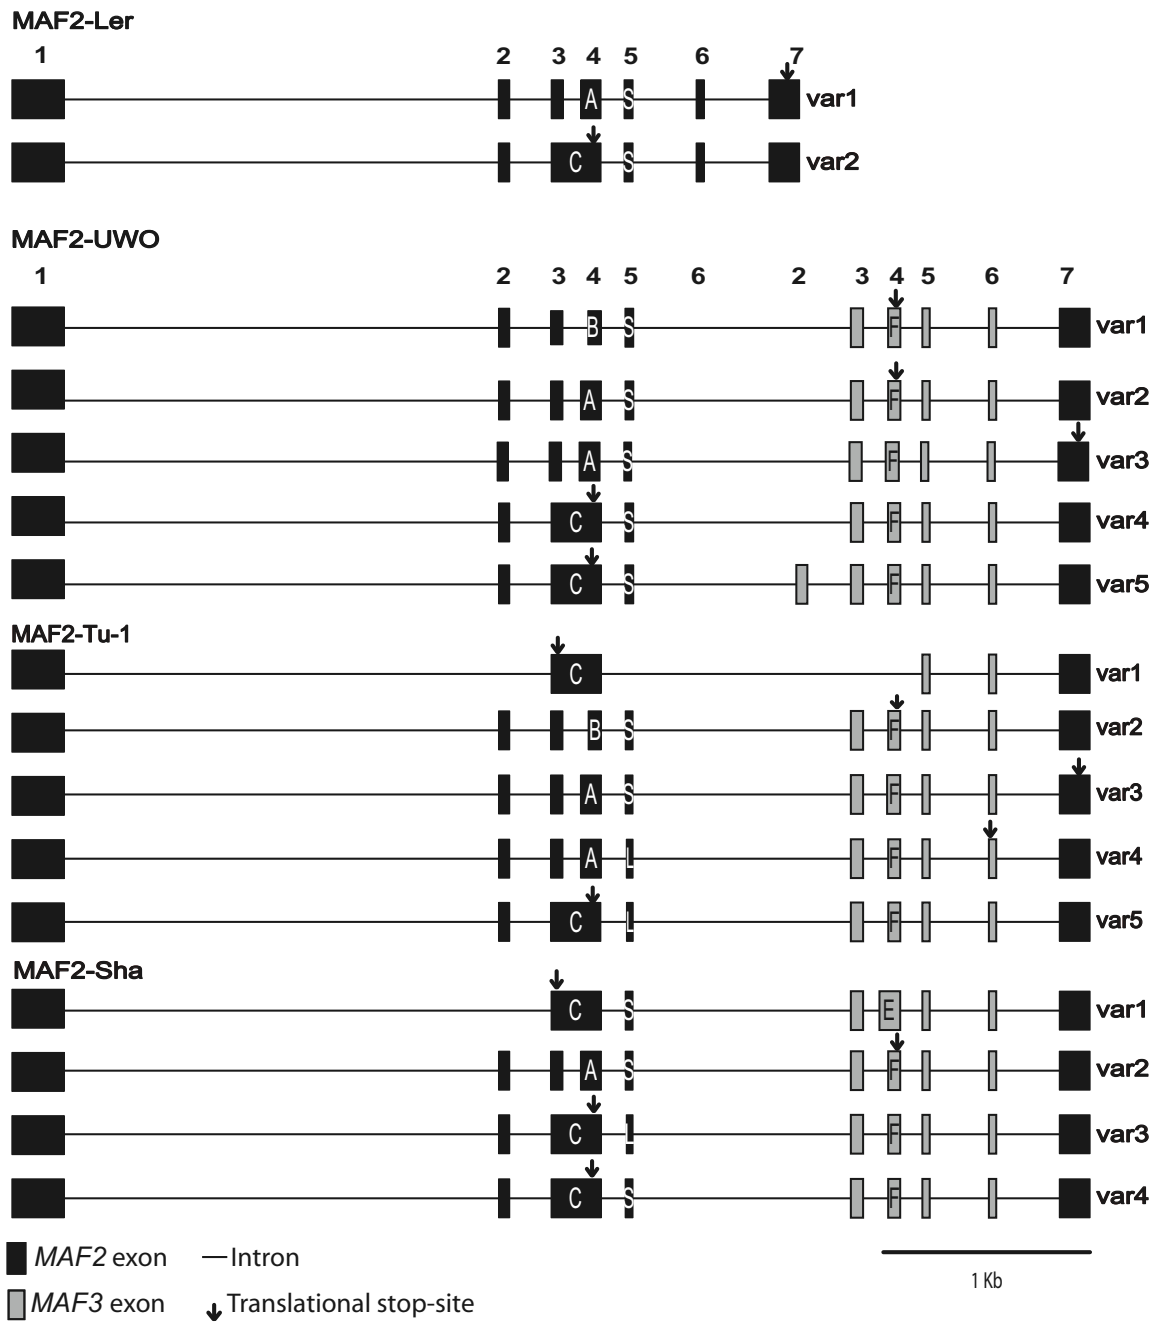 MAF2-Ler
1 2 3 4 5 6 7
A S var1
C S var2
MAF2-UWO
1 2 3 4 5 6 2 3 4 5 6 7
B S F var1
A S F var2
A S F var3
C S F var4
C S F var5
MAF2-Tu-1
C var1
B S F var2
A S F var3
A L F var4
C L F var5
MAF2-Sha
C S E var1
A S F var2
C L F var3
C S F var4
MAF2 exon Intron
1 Kb
MAF3 exon Translational stop-site